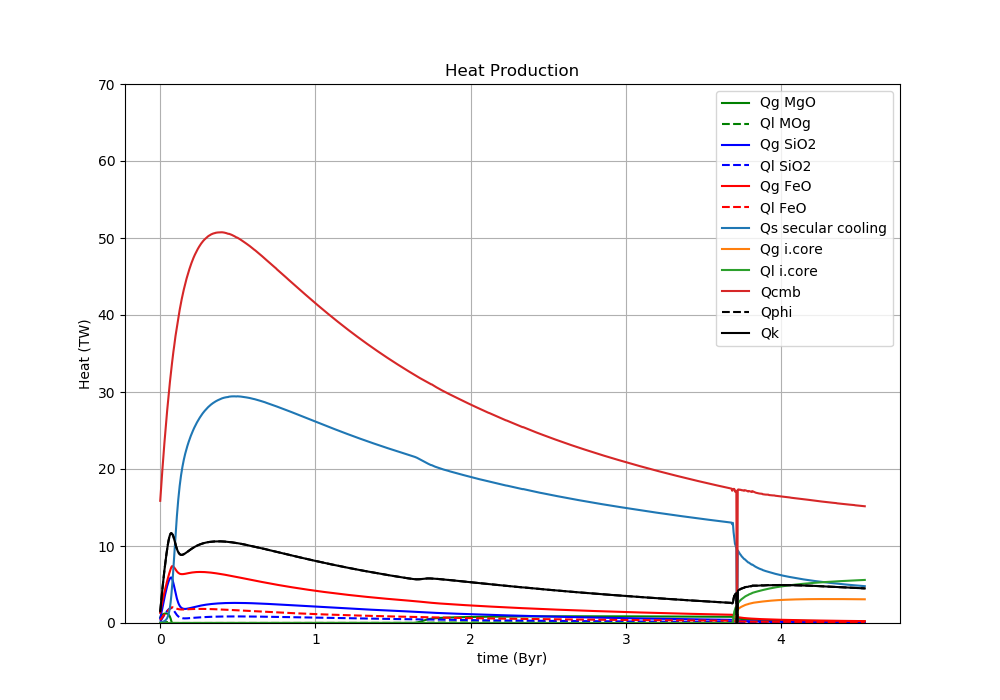 Heat Production
70
60
50
40
30
20
10
0
Heat (TW)
0
1
2
3
4
time (Byr)
Qg MgO
Ql MOg
Qg SiO2
Ql SiO2
Qg FeO
Ql FeO
Qs secular cooling
Qg i.core
Ql i.core
Qcmb
Qphi
Qk